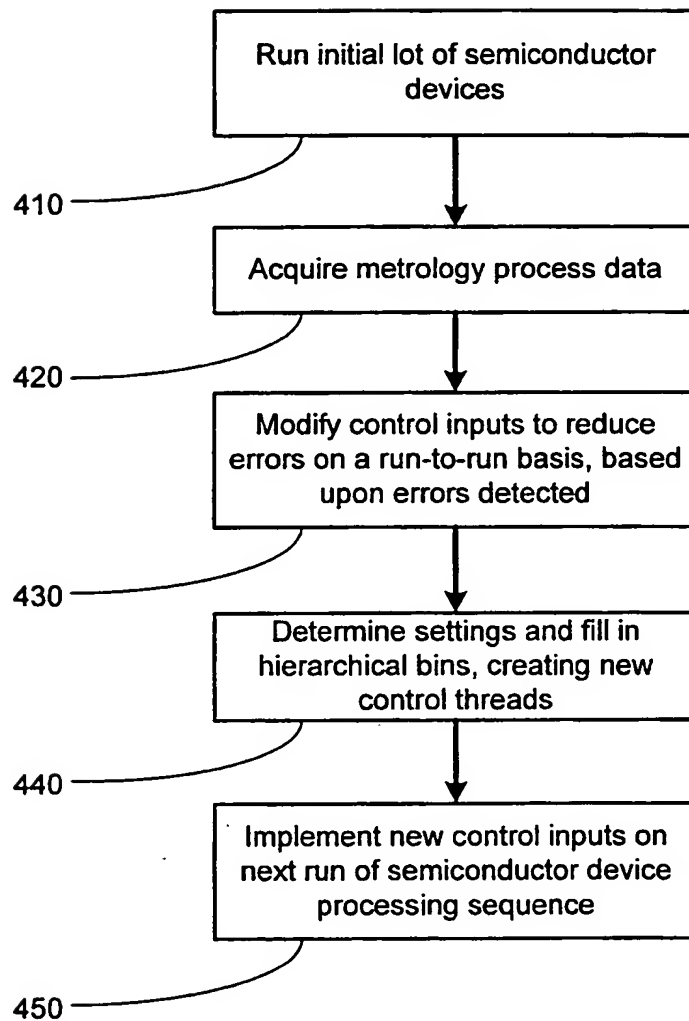 Run initial lot of semiconductor
devices
410
Acquire metrology process data
420
Modify control inputs to reduce
errors on a run-to-run basis, based
upon errors detected
430
Determine settings and fill in
hierarchical bins, creating new
control threads
440
Implement new control inputs on
next run of semiconductor device
processing sequence
450